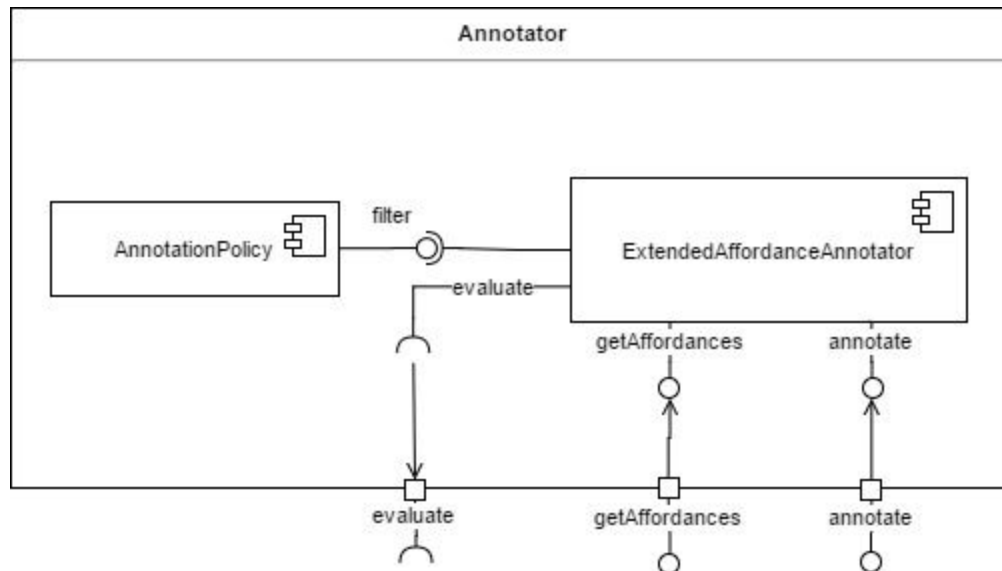 Annotator
filter
AnnotationPolicy
ExtendedAffordanceAnnotator
evaluate
getAffordances
annotate
evaluate
getAffordances
annotate